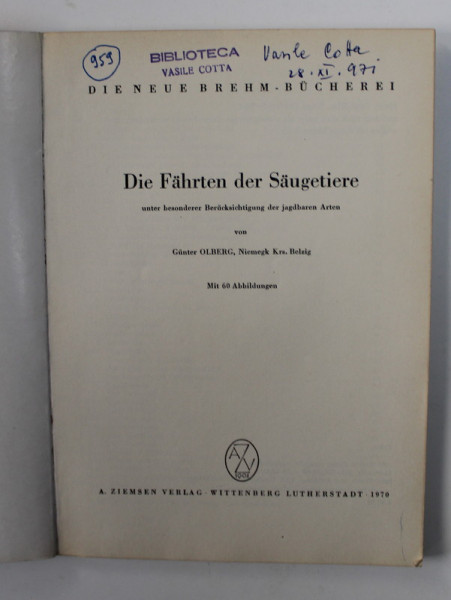 959
BIBLIOTECA
VASILE COTTA
Vasile Cotta
28.XI.971
DIE NEUE BREHM-BÜCHEREI
Die Fährten der Säugetiere
unter besonderer Berücksichtigung der jagdbaren Arten
von
Günter OLBERG, Niemegk Krs. Belzig
Mit 60 Abbildungen
AZV
A. ZIEMSEN VERLAG · WITTENBERG LUTHERSTADT · 1970